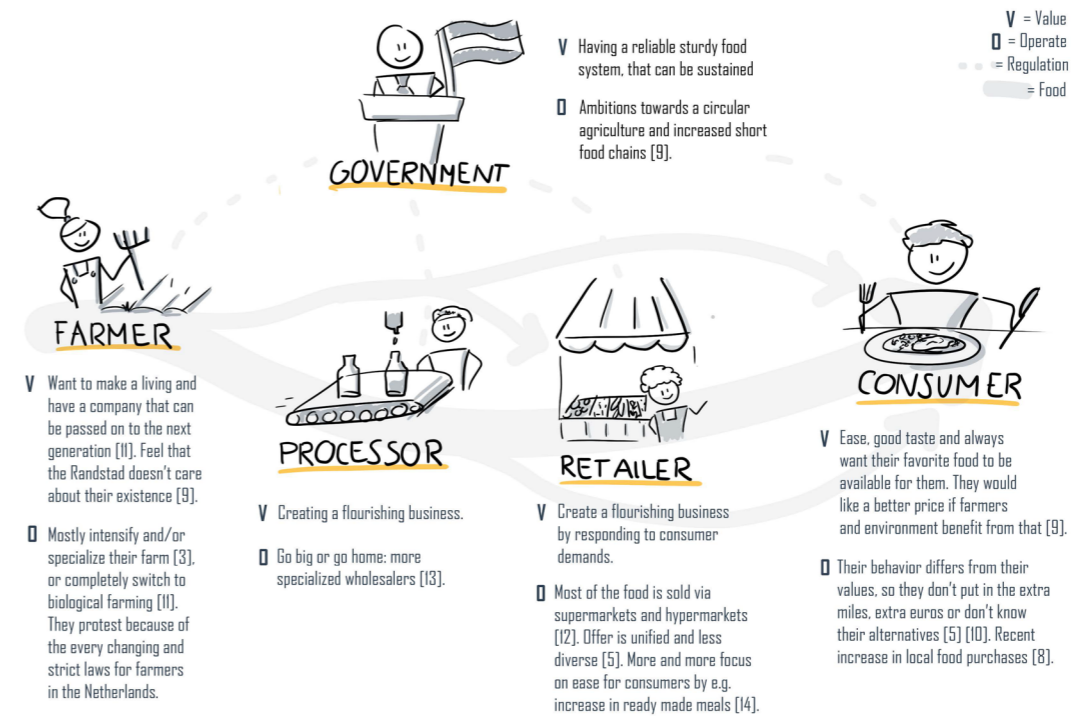 V = Value
O = Operate
= Regulation
= Food
V Having a reliable sturdy food
system, that can be sustained
O Ambitions towards a circular
agriculture and increased short
food chains [9].
GOVERNMENT
FARMER
V Want to make a living and
have a company that can
be passed on to the next
generation [11]. Feel that
the Randstad doesn't care
about their existence [9].
O Mostly intensify and/or
specialize their farm [3],
or completely switch to
biological farming [11].
They protest because of
the every changing and
strict laws for farmers
in the Netherlands.
PROCESSOR
V Creating a flourishing business.
O Go big or go home: more
specialized wholesalers [13].
RETAILER
V Create a flourishing business
by responding to consumer
demands.
O Most of the food is sold via
supermarkets and hypermarkets
[12]. Offer is unified and less
diverse [5]. More and more focus
on ease for consumers by e.g.
increase in ready made meals [14].
CONSUMER
V Ease, good taste and always
want their favorite food to be
available for them. They would
like a better price if farmers
and environment benefit from that [9].
O Their behavior differs from their
values, so they don't put in the extra
miles, extra euros or don't know
their alternatives [5] [10]. Recent
increase in local food purchases [8].